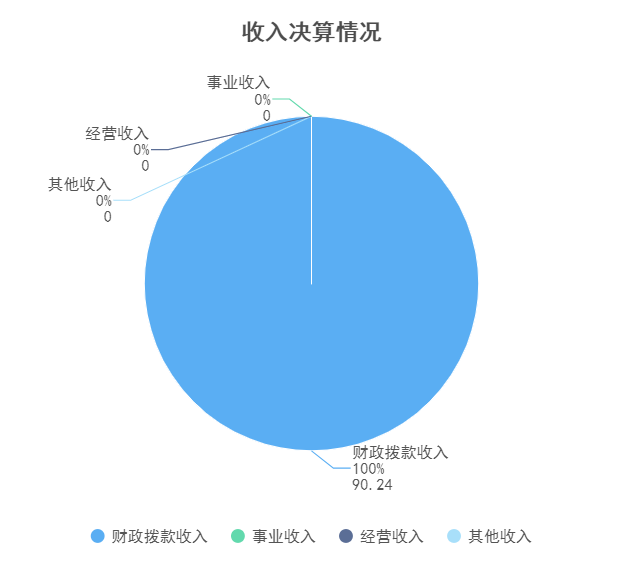 收入决算情况
事业收入
0%
0
经营收入
0%
0
其他收入
0%
0
财政拨款收入
100%
90.24
财政拨款收入 事业收入 经营收入 其他收入